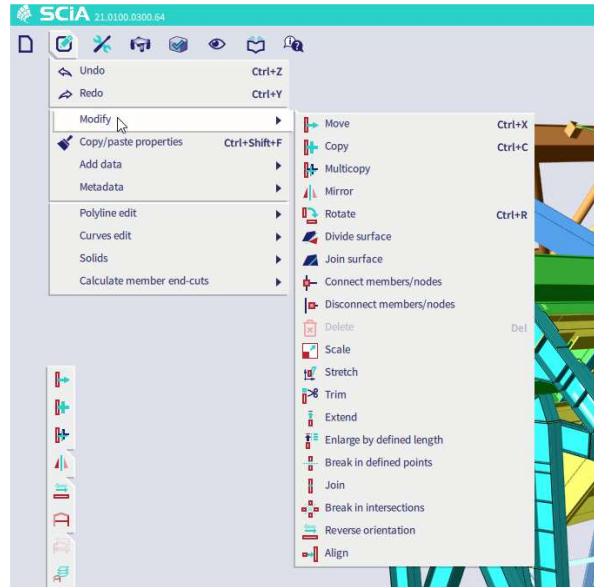 SCiA 21.0100.0300.64
Undo Ctrl+Z
Redo Ctrl+Y
Modify
Copy/paste properties Ctrl+Shift+F
Add data
Metadata
Polyline edit
Curves edit
Solids
Calculate member end-cuts
Move Ctrl+X
Copy Ctrl+C
Multicopy
Mirror
Rotate Ctrl+R
Divide surface
Join surface
Connect members/nodes
Disconnect members/nodes
Delete Del
Scale
Stretch
Trim
Extend
Enlarge by defined length
Break in defined points
Join
Break in intersections
Reverse orientation
Align